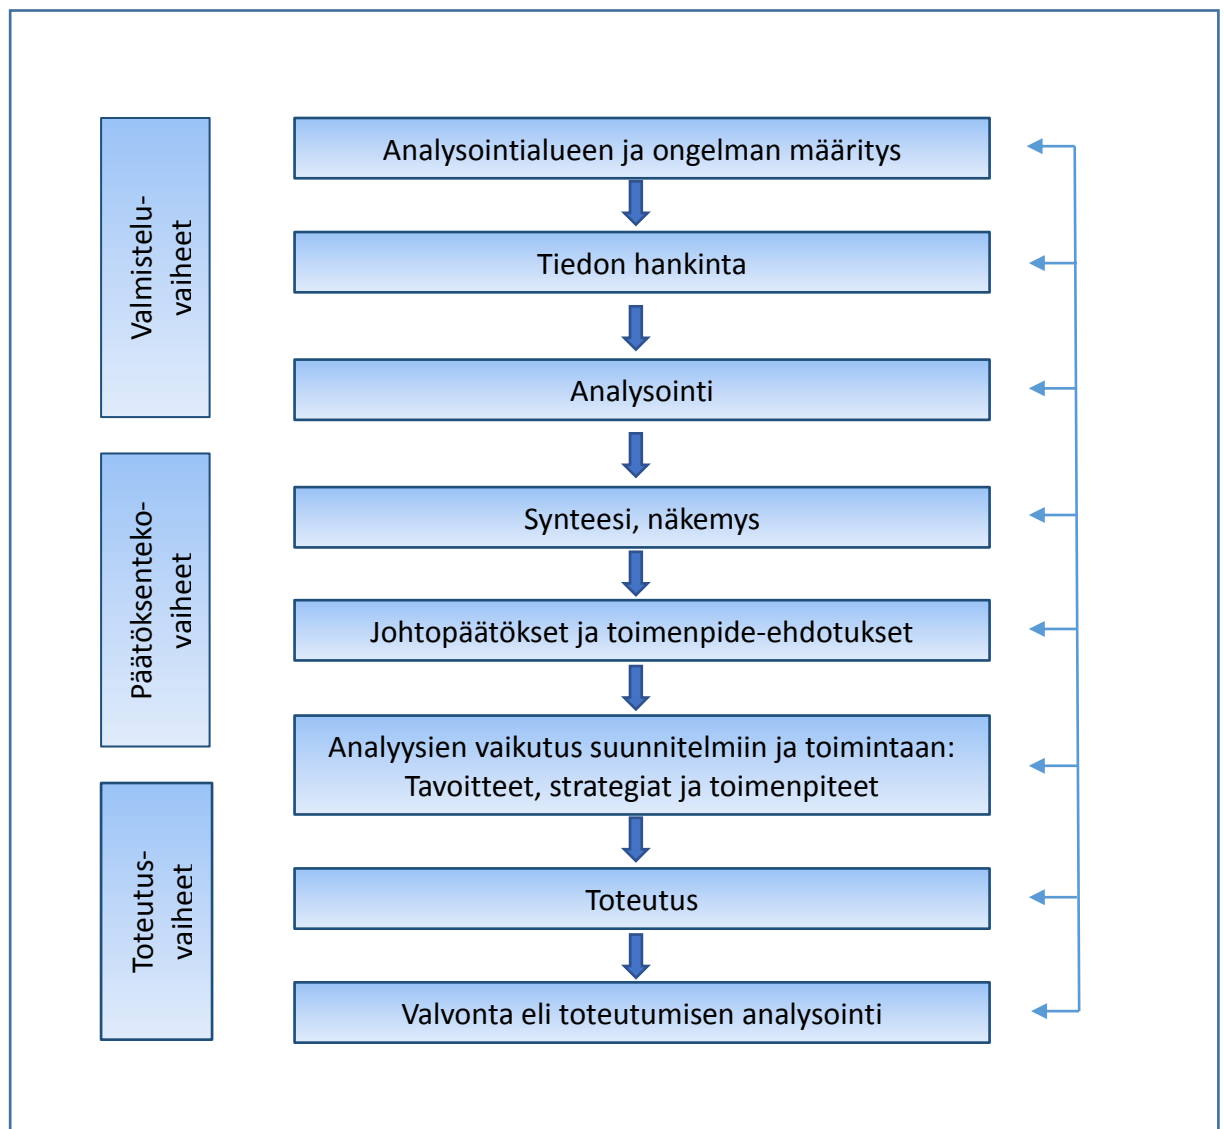 Valmistelu-
vaiheet
Analysointialueen ja ongelman määritys
Tiedon hankinta
Analysointi
Päätöksenteko-
vaiheet
Synteesi, näkemys
Johtopäätökset ja toimenpide-ehdotukset
Analyysien vaikutus suunnitelmiin ja toimintaan:
Tavoitteet, strategiat ja toimenpiteet
Toteutus-
vaiheet
Toteutus
Valvonta eli toteutumisen analysointi